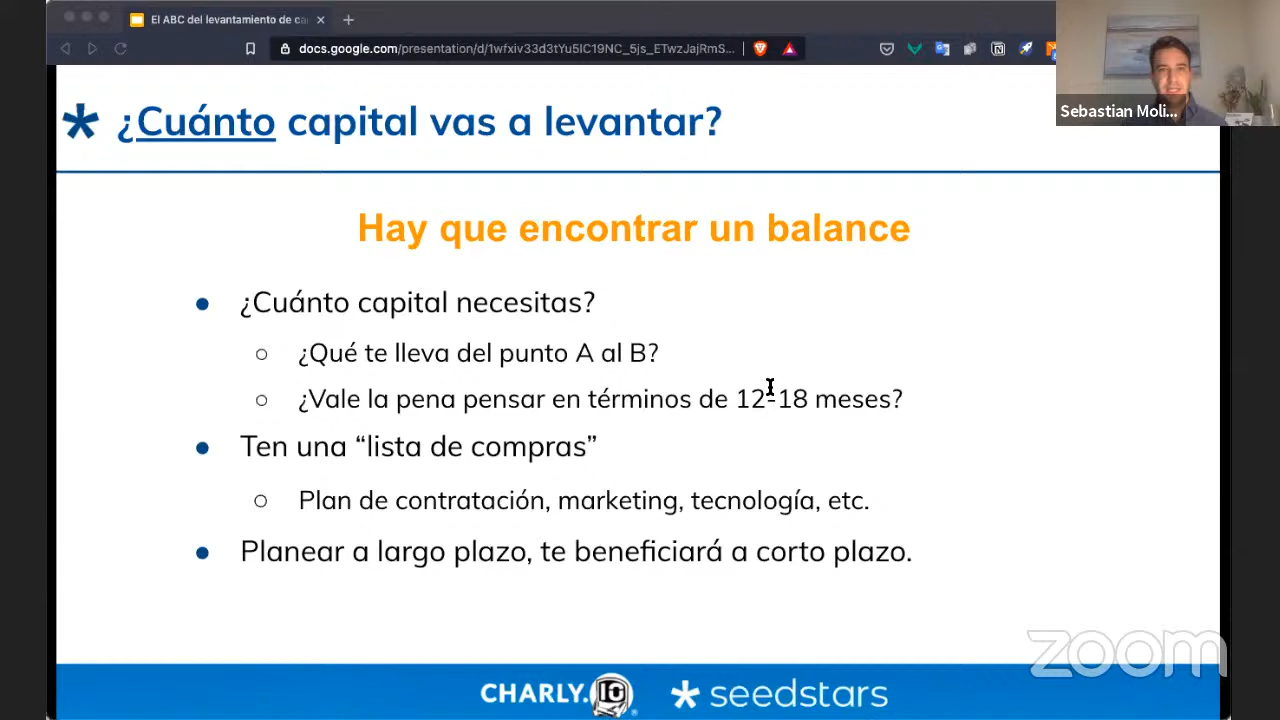 El ABC del levantamiento de ca
docs.google.com/presentation/d/1wfxiv33d3tYu5IC19NC_5js_ETwzJajRmS...
Sebastian Moli...
¿Cuánto capital vas a levantar?
Hay que encontrar un balance
● ¿Cuánto capital necesitas?
○ ¿Qué te lleva del punto A al B?
○ ¿Vale la pena pensar en términos de 12-18 meses?
● Ten una “lista de compras”
○ Plan de contratación, marketing, tecnología, etc.
● Planear a largo plazo, te beneficiará a corto plazo.
zoom
CHARLY.IO
seedstars